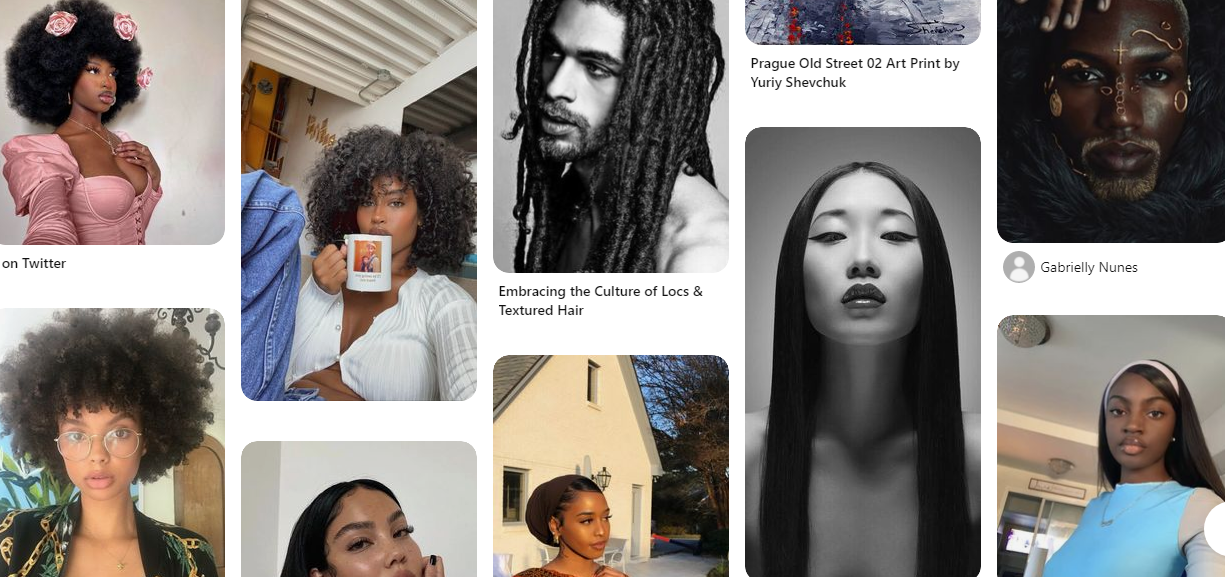 on Twitter
Embracing the Culture of Locs &
Textured Hair
Prague Old Street 02 Art Print by
Yuriy Shevchuk
Gabrielly Nunes